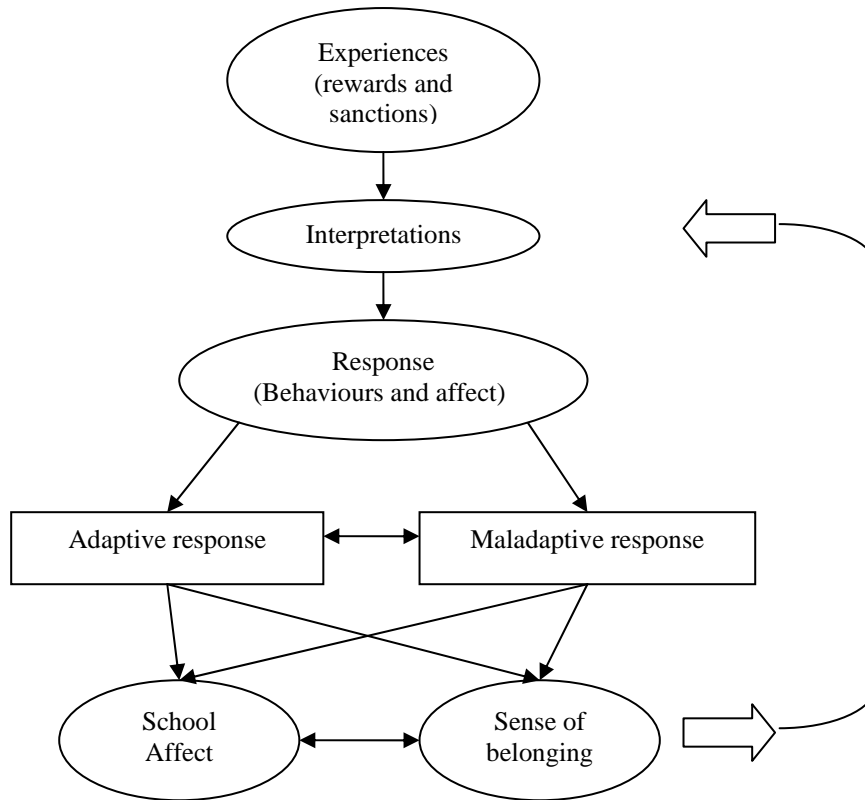 Experiences
(rewards and
sanctions)
Interpretations
Response
(Behaviours and affect)
Adaptive response
Maladaptive response
School
Affect
Sense of
belonging